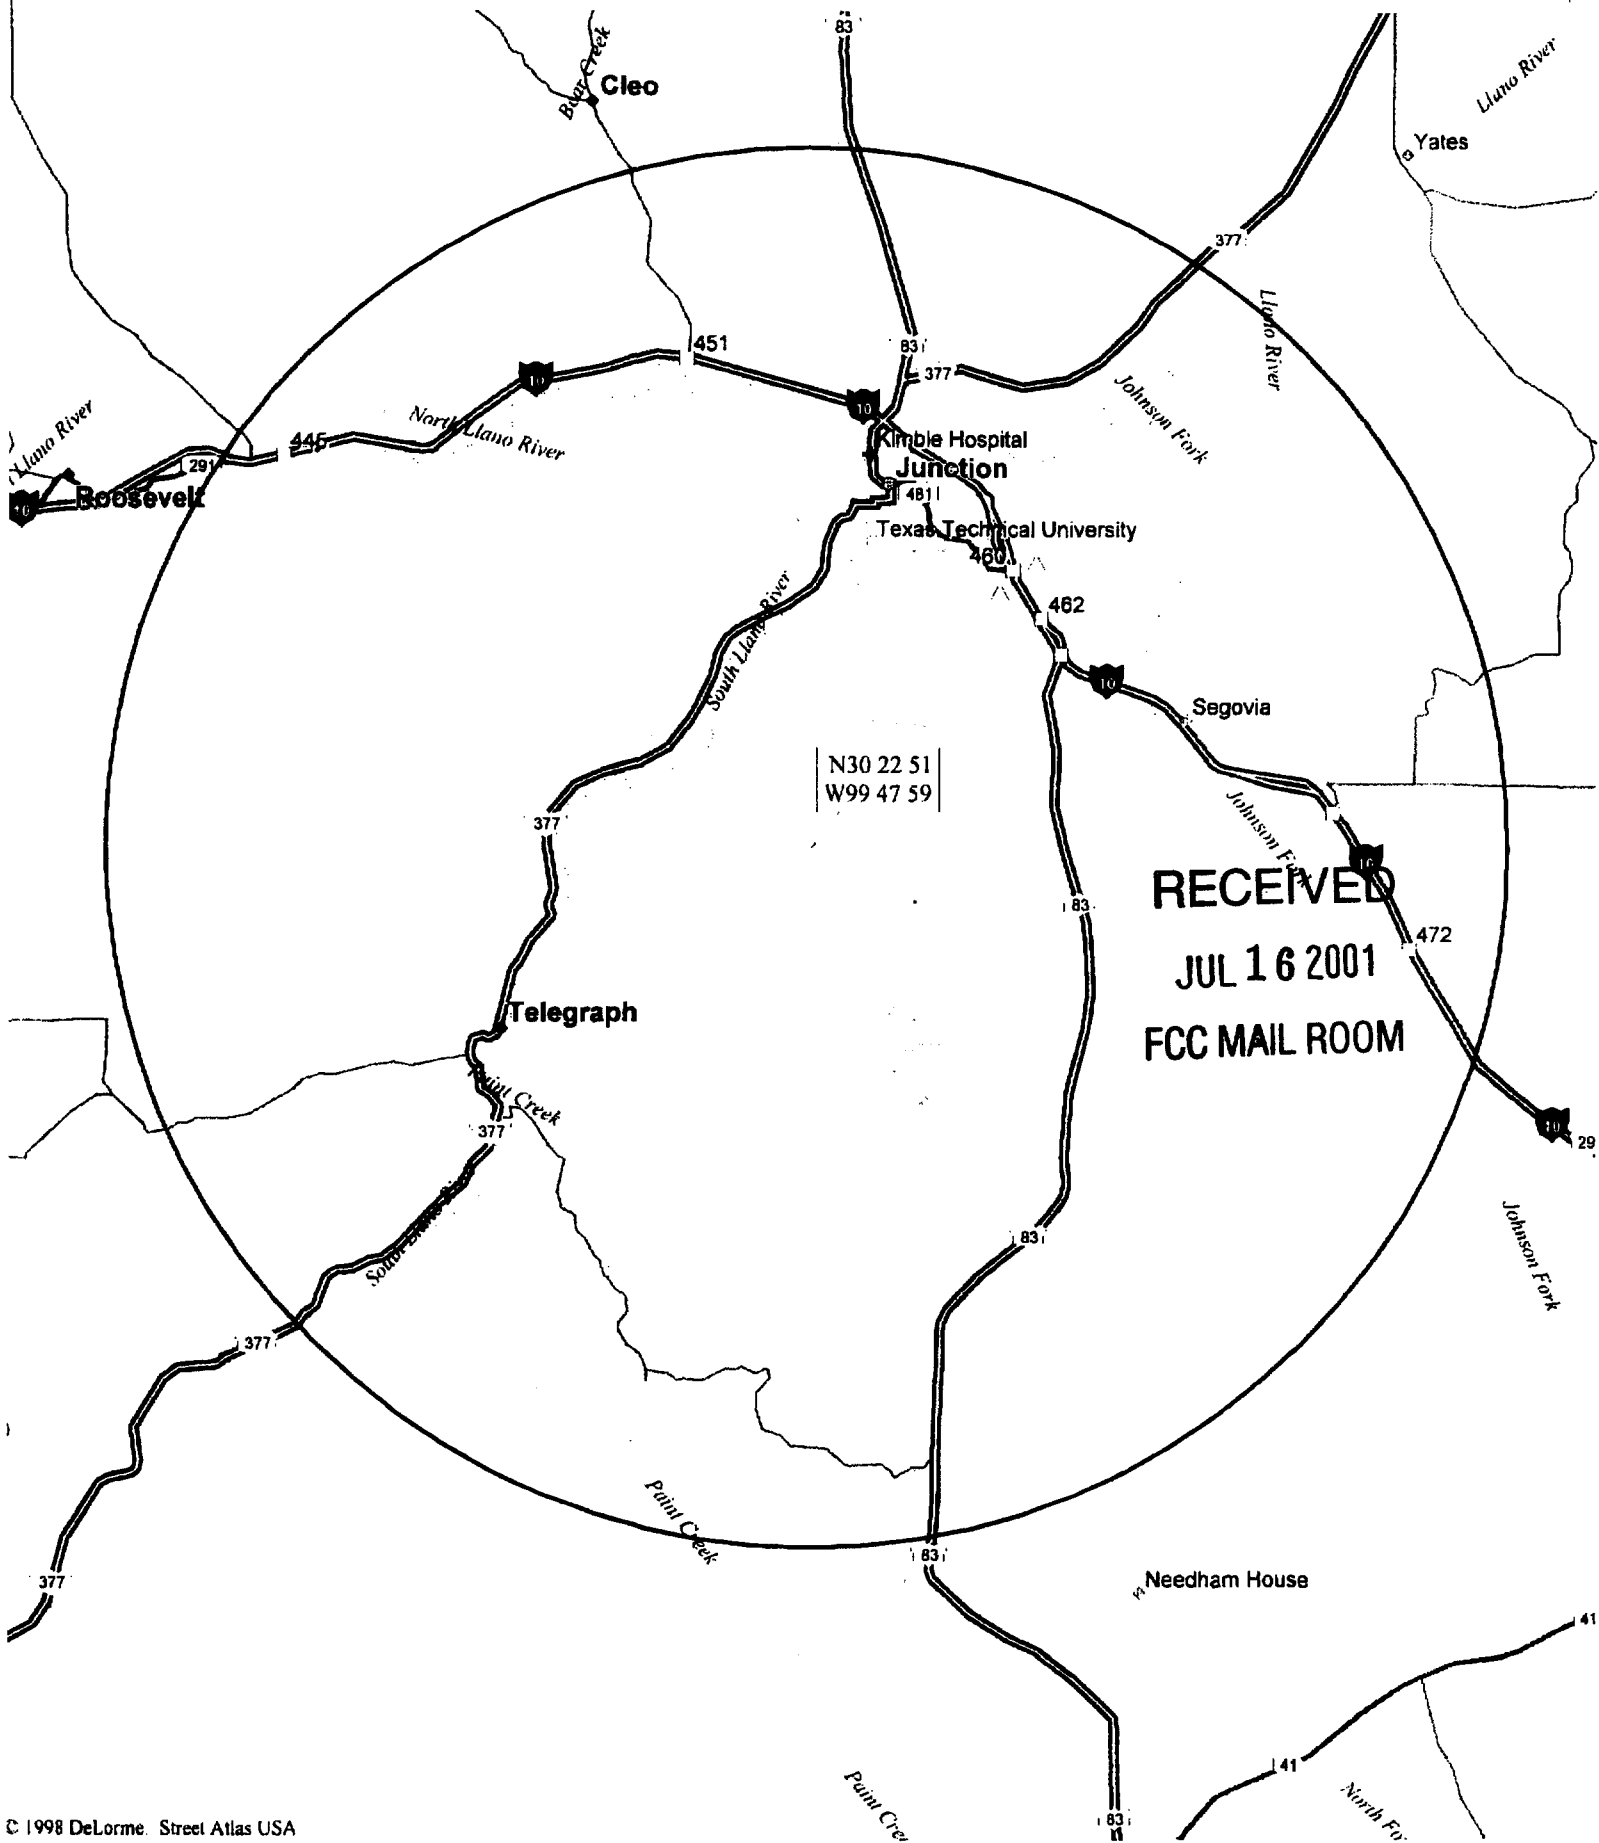 83
Bear Creek
Cleo
Llano River
Yates
377
Llano River
83
451
377
10
10
Johnson Fork
Llano River
North Llano River
445
Kimble Hospital
291
Junction
10
Roosevelt
481
Texas Technical University
460
462
South Llano River
10
Segovia
N30 22 51
W99 47 59
377
Johnson Fork
10
RECEIVED
83
472
JUL 16 2001
Telegraph
FCC MAIL ROOM
Paint Creek
377
10
29
83
South Llano
Johnson Fork
377
Paint Creek
83
377
Needham House
41
41
Paint
North
83
© 1998 DeLorme. Street Atlas USA